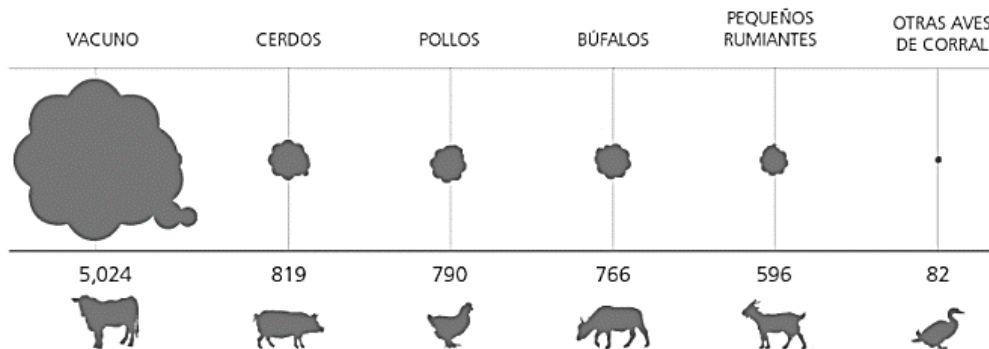 VACUNO
CERDOS
POLLOS
BÚFALOS
PEQUEÑOS
RUMIANTES
OTRAS AVES
DE CORRAL
5,024
819
790
766
596
82